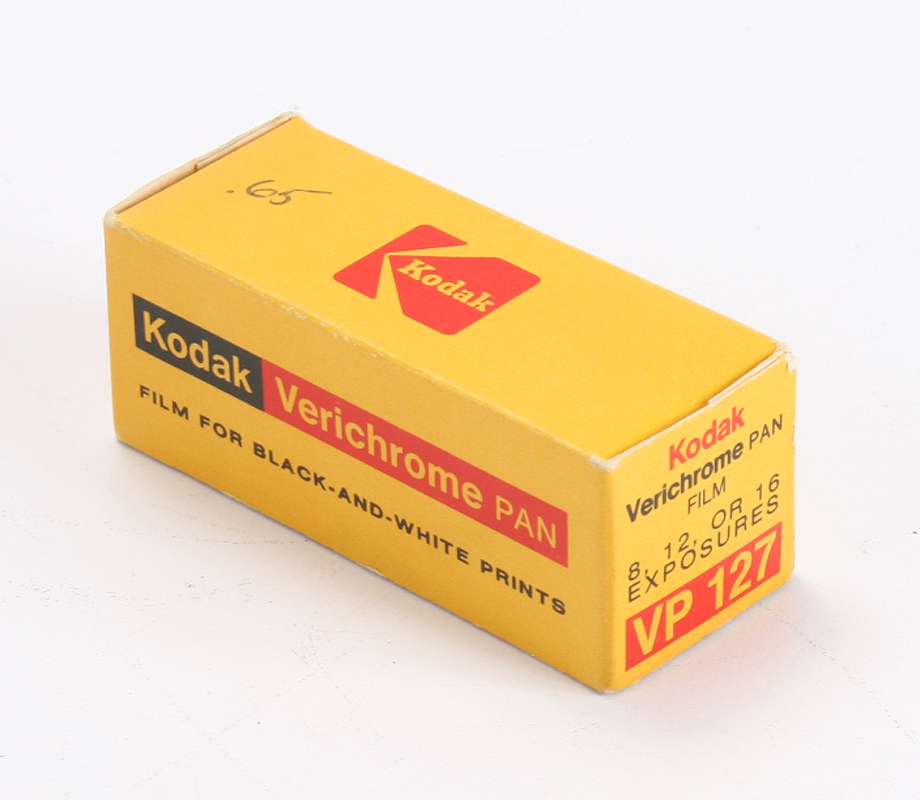 .65
Kodak
Kodak Verichrome PAN
FILM FOR BLACK-AND-WHITE PRINTS
Kodak
Verichrome PAN
FILM
8, 12, OR 16
EXPOSURES
VP 127